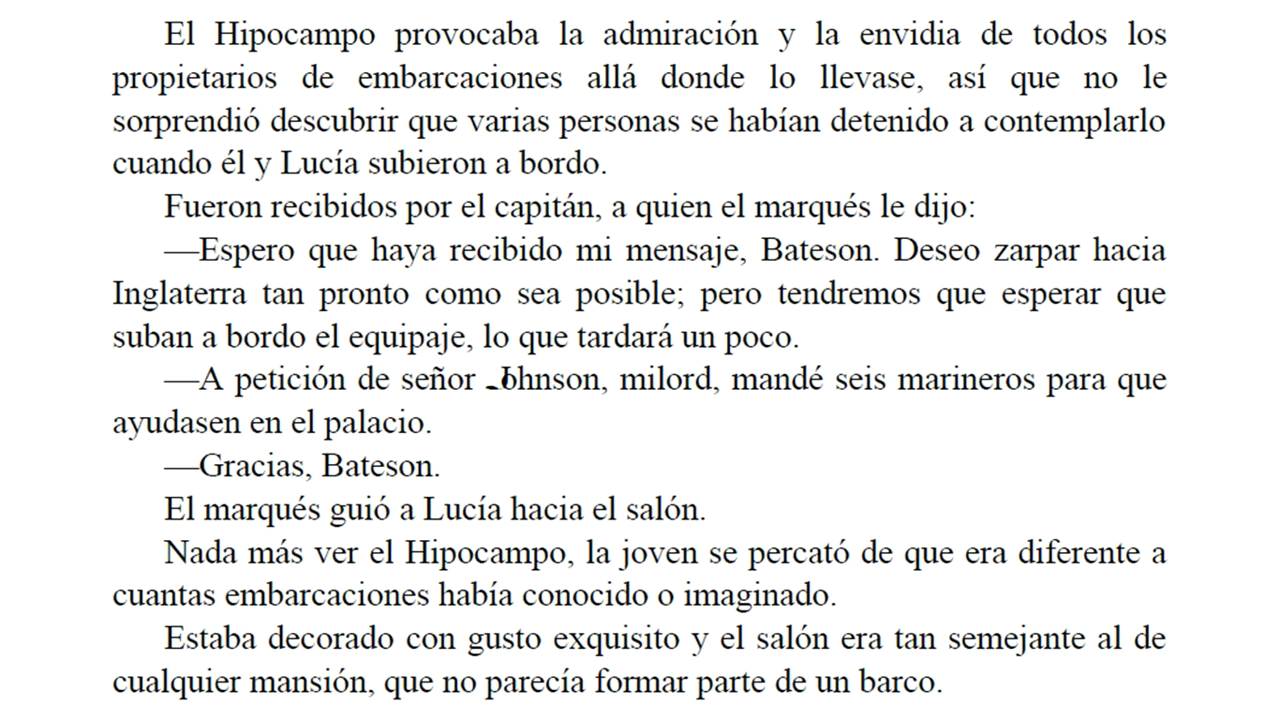 El Hipocampo provocaba la admiración y la envidia de todos los
propietarios de embarcaciones allá donde lo llevase, así que no le
sorprendió descubrir que varias personas se habían detenido a contemplarlo
cuando él y Lucía subieron a bordo.
Fueron recibidos por el capitán, a quien el marqués le dijo:
—Espero que haya recibido mi mensaje, Bateson. Deseo zarpar hacia
Inglaterra tan pronto como sea posible; pero tendremos que esperar que
suban a bordo el equipaje, lo que tardará un poco.
—A petición de señor Johnson, milord, mandé seis marineros para que
ayudasen en el palacio.
—Gracias, Bateson.
El marqués guió a Lucía hacia el salón.
Nada más ver el Hipocampo, la joven se percató de que era diferente a
cuantas embarcaciones había conocido o imaginado.
Estaba decorado con gusto exquisito y el salón era tan semejante al de
cualquier mansión, que no parecía formar parte de un barco.